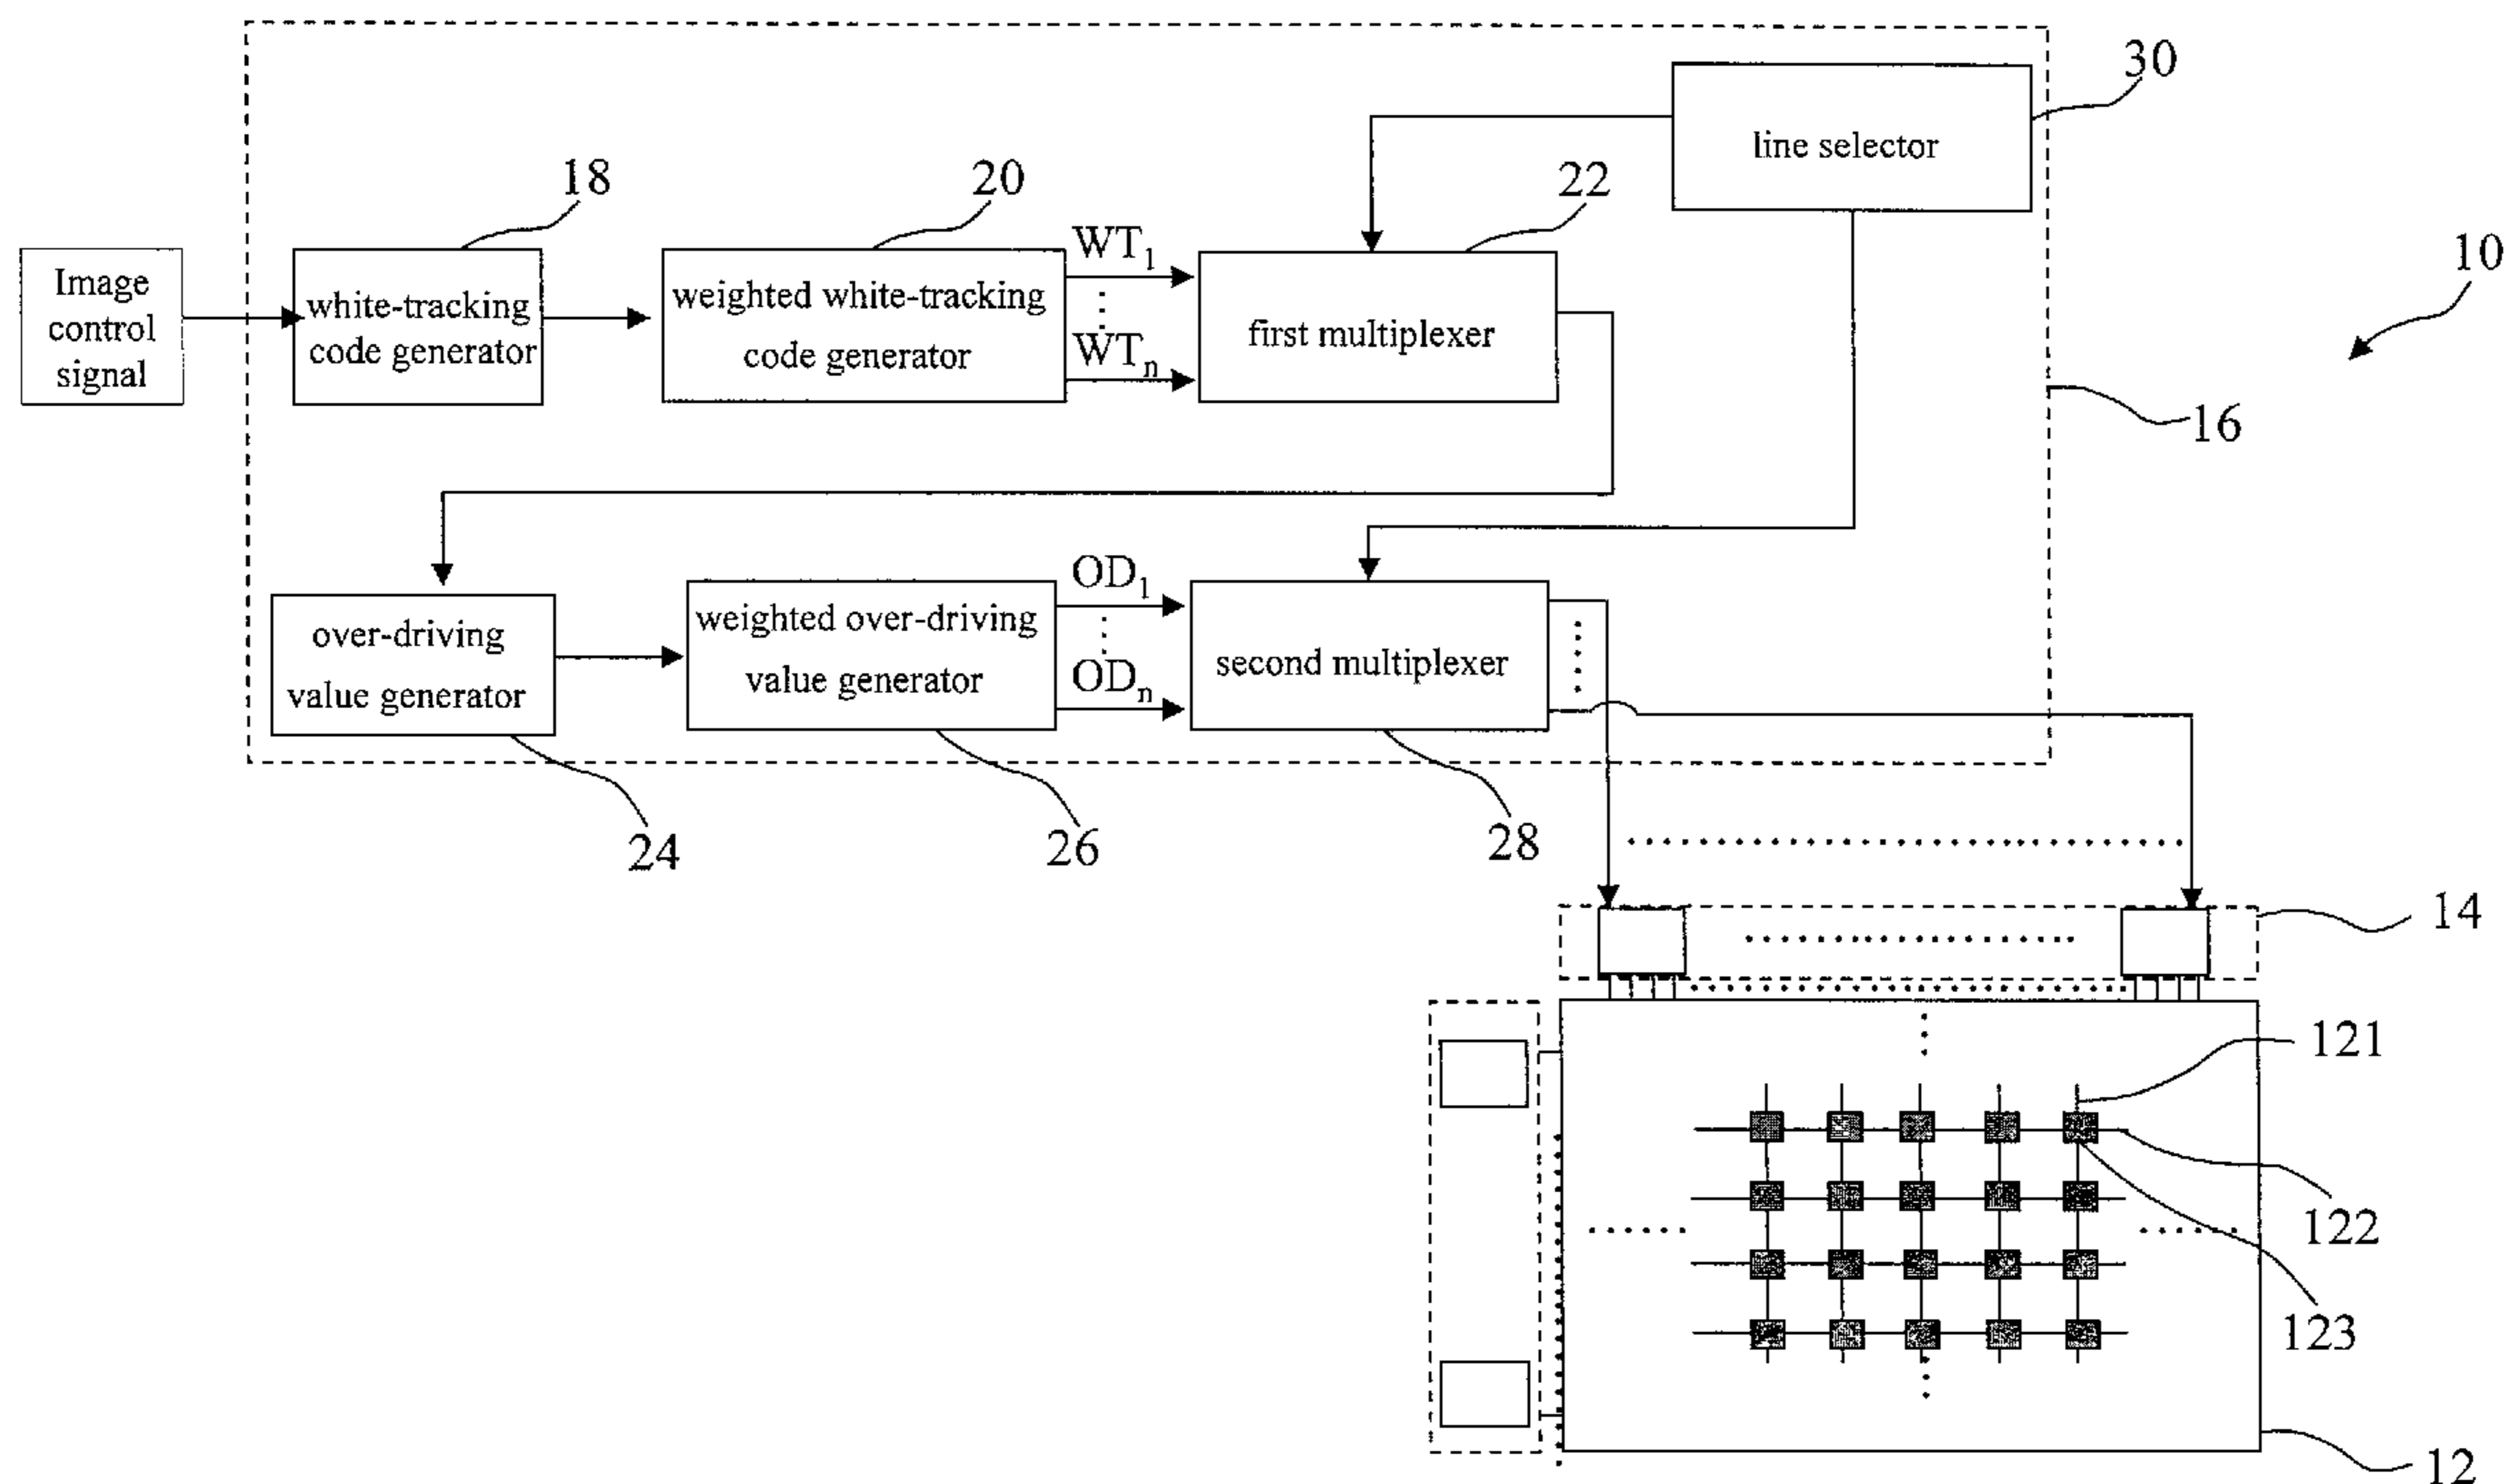 30
line selector
18
20
22
10
Image
control
signal
white-tracking
code generator
weighted white-tracking
code generator
WT1
WTn
first multiplexer
16
over-driving
value generator
weighted over-driving
value generator
OD1
ODn
second multiplexer
24
26
28
14
121
122
123
12